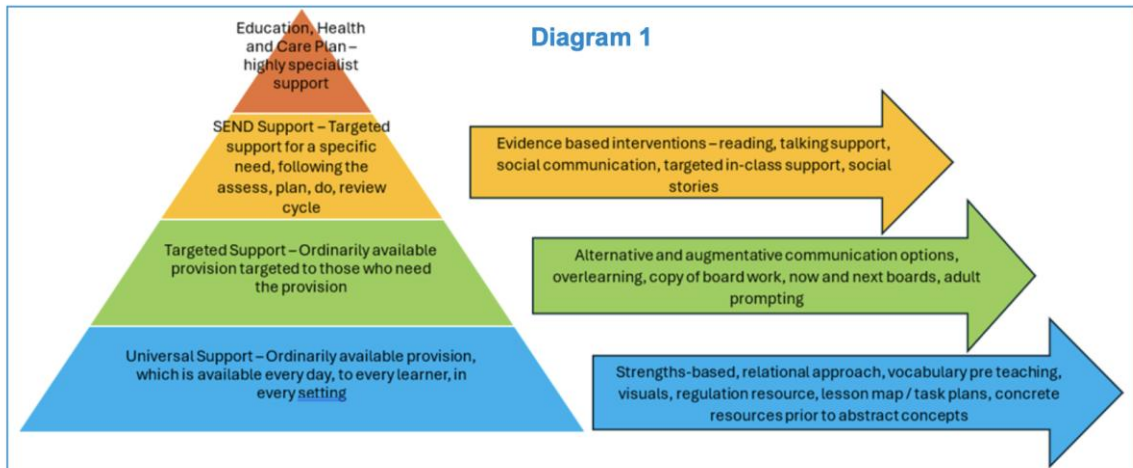 Diagram 1
Education, Health
and Care Plan –
highly specialist
support
SEND Support – Targeted
support for a specific
need, following the
assess, plan, do, review
cycle
Evidence based interventions – reading, talking support,
social communication, targeted in-class support, social
stories
Targeted Support – Ordinarily available
provision targeted to those who need
the provision
Alternative and augmentative communication options,
overlearning, copy of board work, now and next boards, adult
prompting
Universal Support – Ordinarily available provision,
which is available every day, to every learner, in
every setting
Strengths-based, relational approach, vocabulary pre teaching,
visuals, regulation resource, lesson map / task plans, concrete
resources prior to abstract concepts